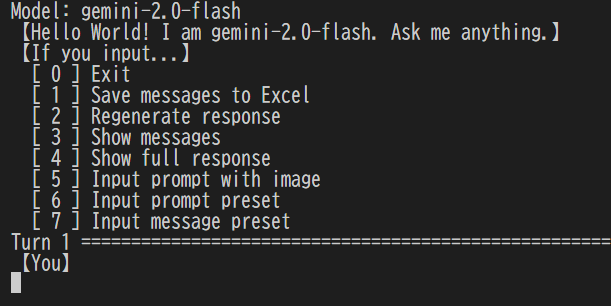 Model: gemini-2.0-flash
【Hello World! I am gemini-2.0-flash. Ask me anything.】
【If you input...】
[ 0 ] Exit
[ 1 ] Save messages to Excel
[ 2 ] Regenerate response
[ 3 ] Show messages
[ 4 ] Show full response
[ 5 ] Input prompt with image
[ 6 ] Input prompt preset
[ 7 ] Input message preset
Turn 1 ====================================================
【You】